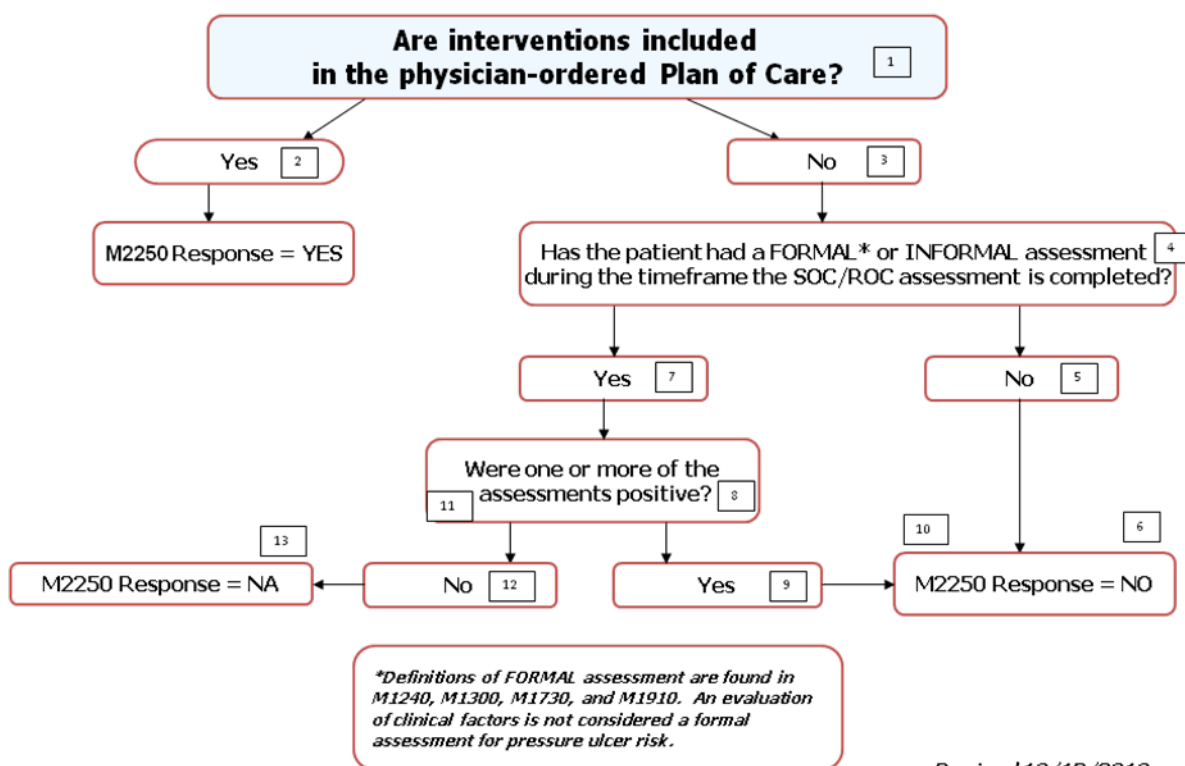 Are interventions included
in the physician-ordered Plan of Care?
1
Yes
2
No
3
M2250 Response = YES
Has the patient had a FORMAL* or INFORMAL assessment
during the timeframe the SOC/ROC assessment is completed?
4
Yes
7
No
5
Were one or more of the
assessments positive?
8
11
13
10
6
M2250 Response = NA
No
12
Yes
9
M2250 Response = NO
*Definitions of FORMAL assessment are found in
M1240, M1300, M1730, and M1910. An evaluation
of clinical factors is not considered a formal
assessment for pressure ulcer risk.